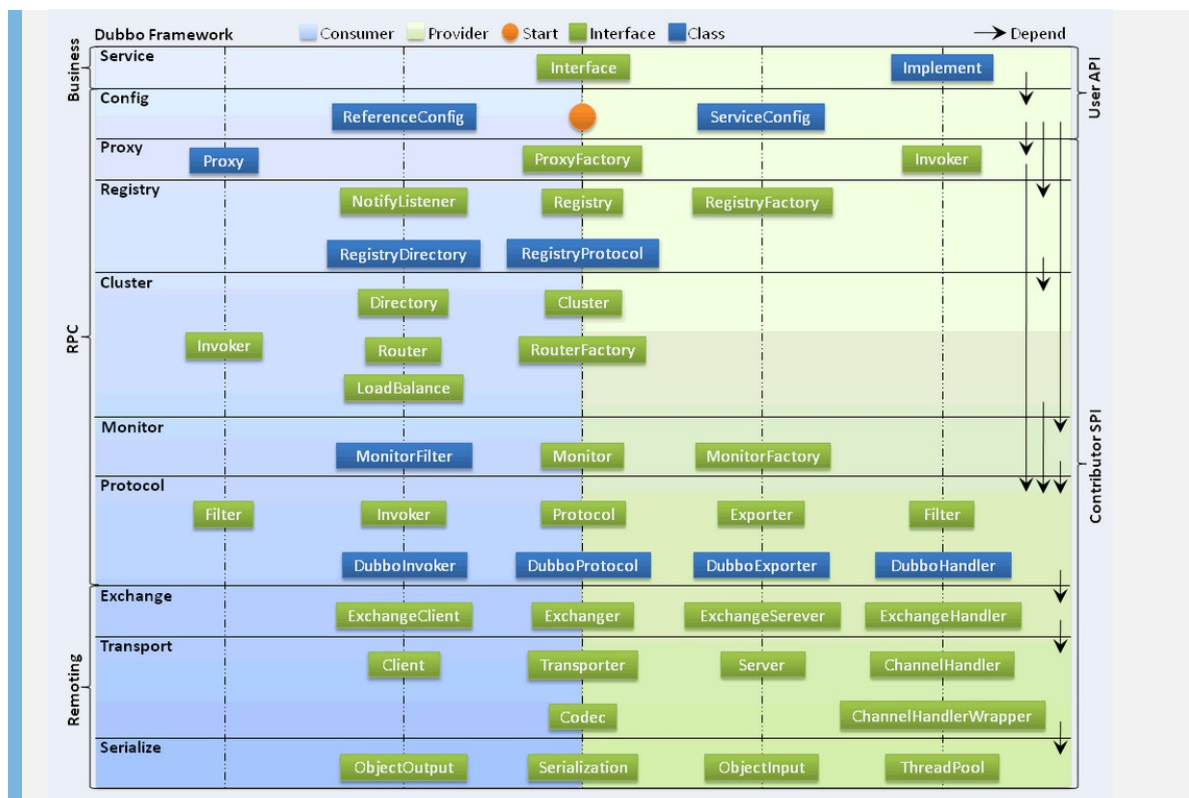 Dubbo Framework Consumer Provider Start Interface Class Depend
Business
Service
Interface Implement
User API
Config
ReferenceConfig ServiceConfig
Proxy
Proxy ProxyFactory Invoker
Registry
NotifyListener Registry RegistryFactory
RegistryDirectory RegistryProtocol
Cluster
Directory Cluster
RPC
Invoker Router RouterFactory
LoadBalance
Monitor
MonitorFilter Monitor MonitorFactory
Contributor SPI
Protocol
Filter Invoker Protocol Exporter Filter
DubboInvoker DubboProtocol DubboExporter DubboHandler
Exchange
ExchangeClient Exchanger ExchangeSerever ExchangeHandler
Transport
Client Transporter Server ChannelHandler
Remoting
Codec ChannelHandlerWrapper
Serialize
ObjectOutput Serialization ObjectInput ThreadPool